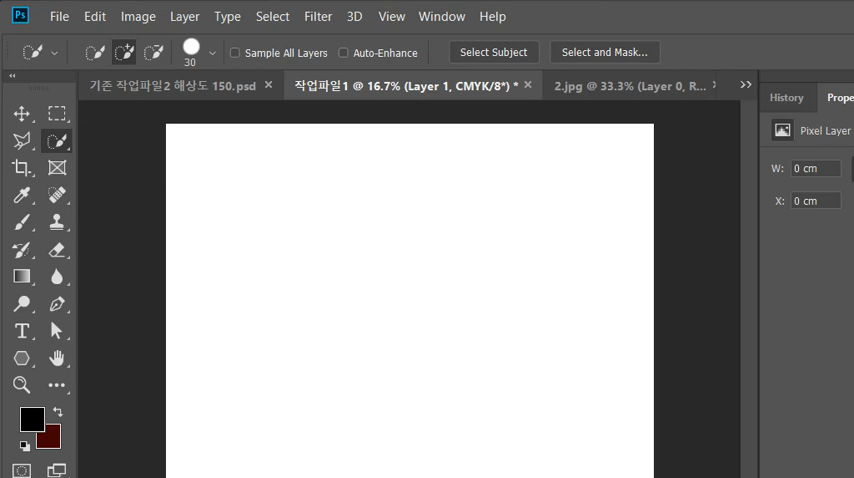 Ps File Edit Image Layer Type Select Filter 3D View Window Help
30 Sample All Layers Auto-Enhance Select Subject Select and Mask...
기존 작업파일2 해상도 150.psd 작업파일1 @ 16.7% (Layer 1, CMYK/8*) * 2.jpg @ 33.3% (Layer 0, R...
History Prope
Pixel Layer
W: 0 cm
X: 0 cm
T